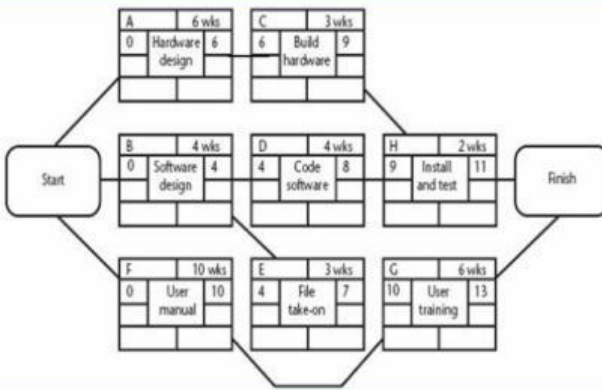 A 6 wks
0 Hardware 6
design
C 3 wks
6 Build 9
hardware
Start
B 4 wks
0 Software 4
design
D 4 wks
4 Code 8
software
H 2 wks
9 Install 11
and test
Finish
F 10 wks
0 User 10
manual
E 3 wks
4 File 7
take-on
G 6 wks
10 User 13
training